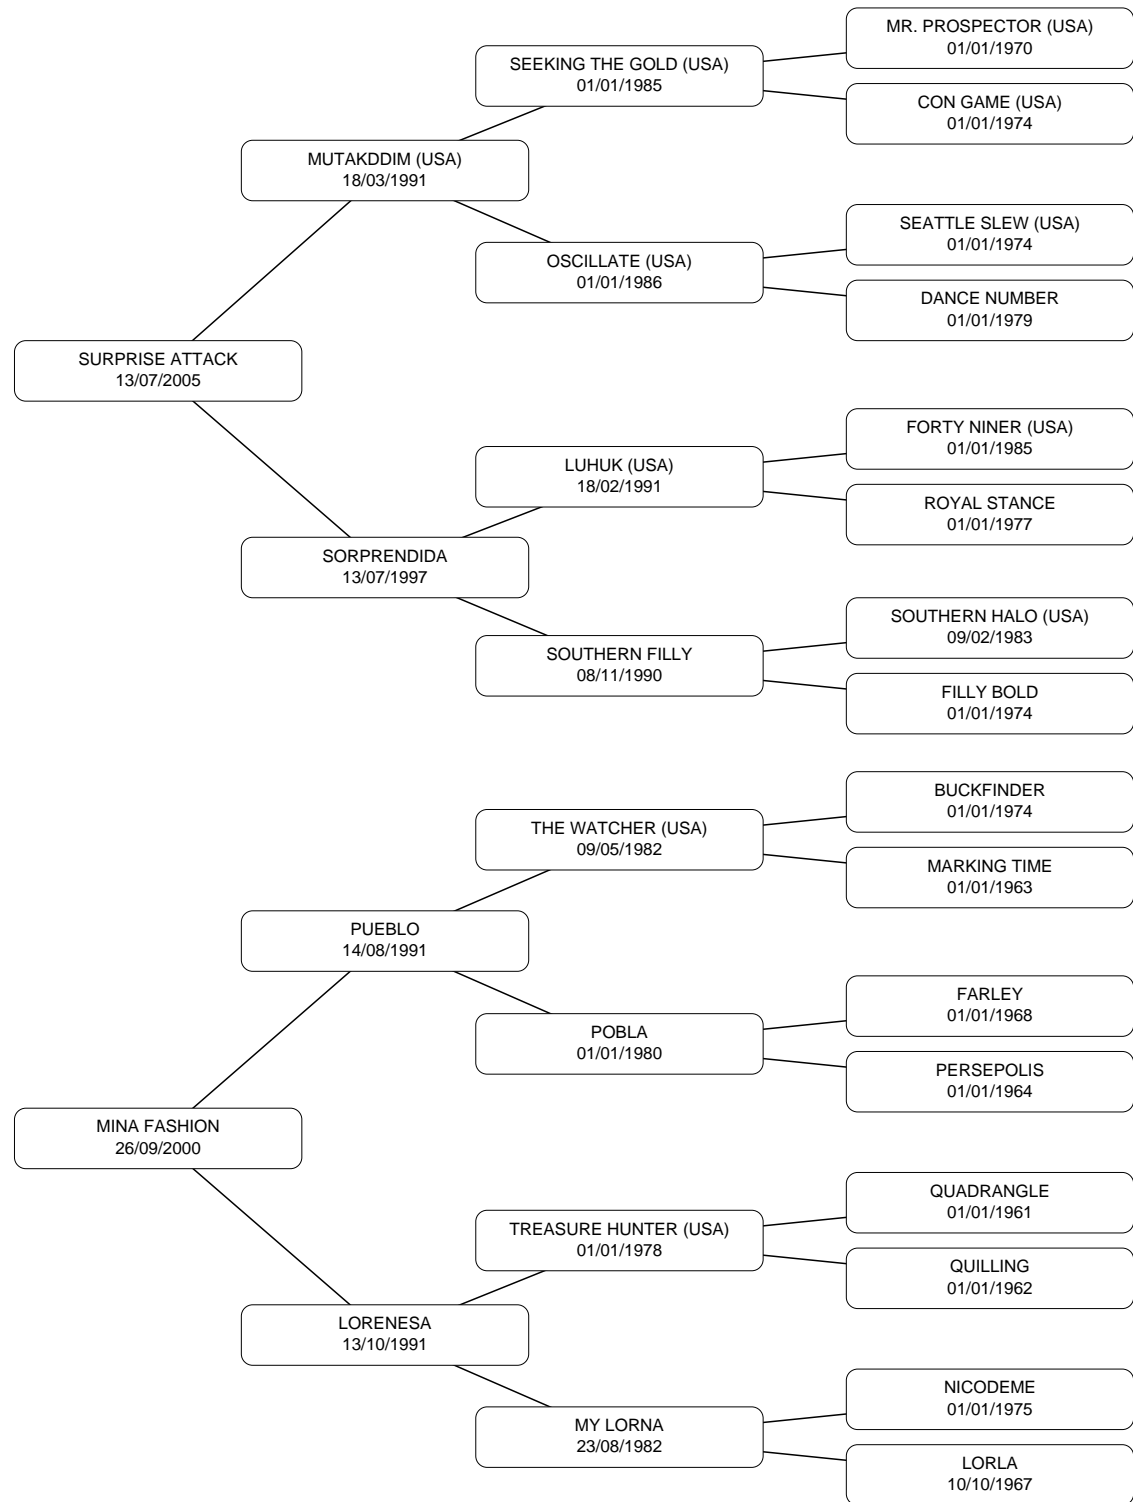 MR. PROSPECTOR (USA)
01/01/1970
SEEKING THE GOLD (USA)
01/01/1985
CON GAME (USA)
01/01/1974
MUTAKDDIM (USA)
18/03/1991
SEATTLE SLEW (USA)
01/01/1974
OSCILLATE (USA)
01/01/1986
DANCE NUMBER
01/01/1979
SURPRISE ATTACK
13/07/2005
FORTY NINER (USA)
01/01/1985
LUHUK (USA)
18/02/1991
ROYAL STANCE
01/01/1977
SORPRENDIDA
13/07/1997
SOUTHERN HALO (USA)
09/02/1983
SOUTHERN FILLY
08/11/1990
FILLY BOLD
01/01/1974
BUCKFINDER
01/01/1974
THE WATCHER (USA)
09/05/1982
MARKING TIME
01/01/1963
PUEBLO
14/08/1991
FARLEY
01/01/1968
POBLA
01/01/1980
PERSEPOLIS
01/01/1964
MINA FASHION
26/09/2000
QUADRANGLE
01/01/1961
TREASURE HUNTER (USA)
01/01/1978
QUILLING
01/01/1962
LORENESA
13/10/1991
NICODEME
01/01/1975
MY LORNA
23/08/1982
LORLA
10/10/1967